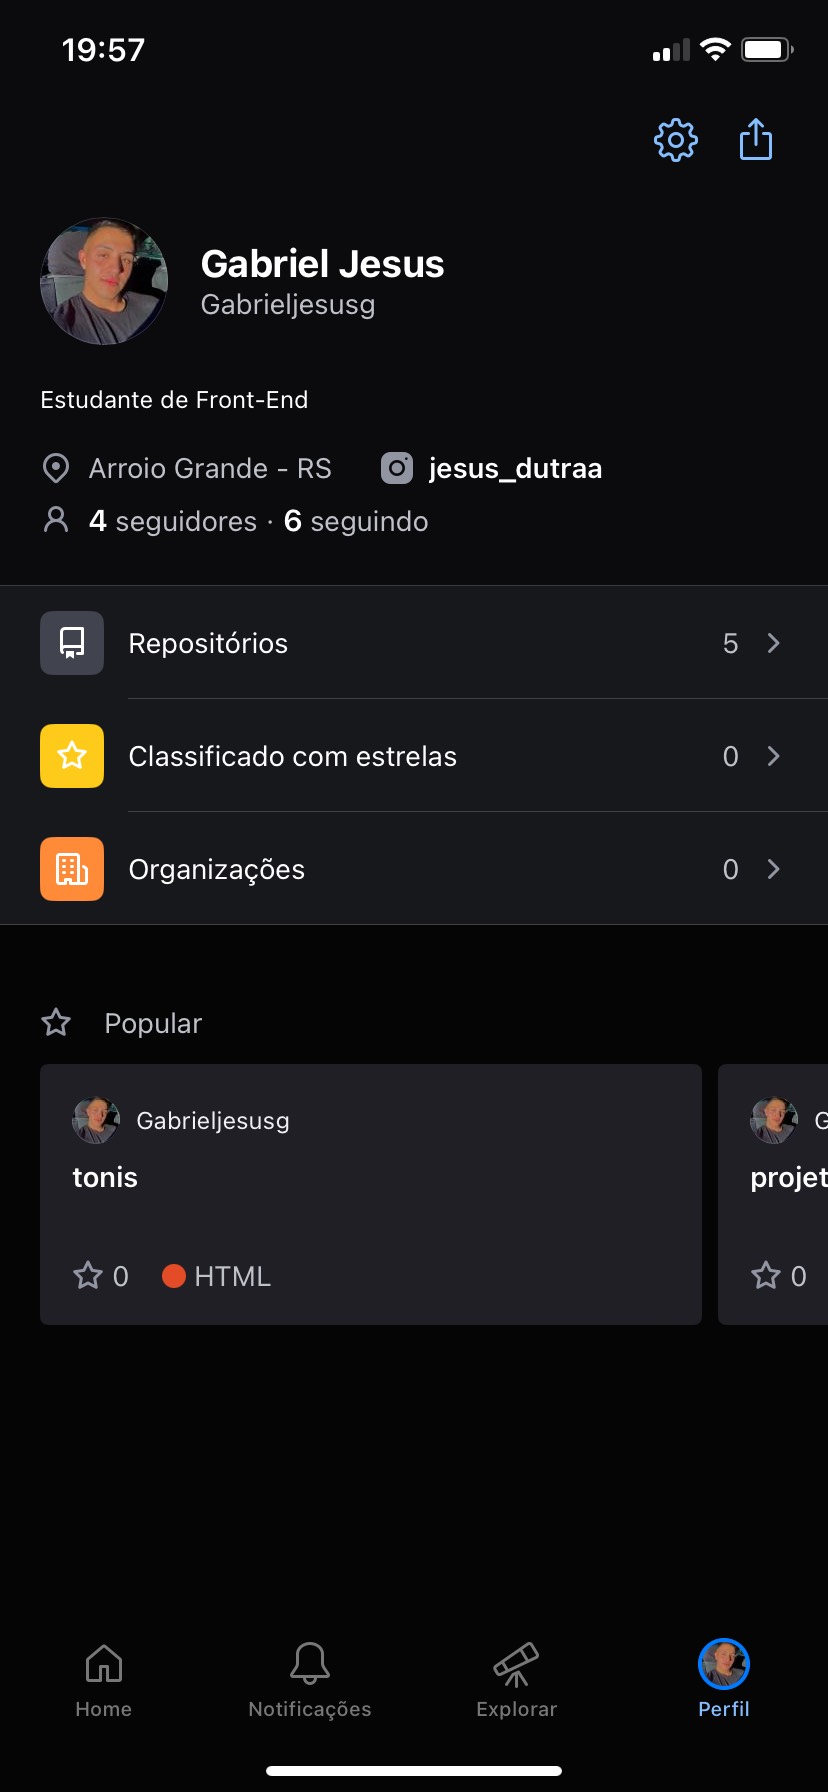 19:57
Gabriel Jesus
Gabrieljesusg
Estudante de Front-End
Arroio Grande - RS jesus_dutraa
4 seguidores · 6 seguindo
Repositórios 5
Classificado com estrelas 0
Organizações 0
Popular
Gabrieljesusg G
tonis projet
0 HTML 0
Home Notificações Explorar Perfil